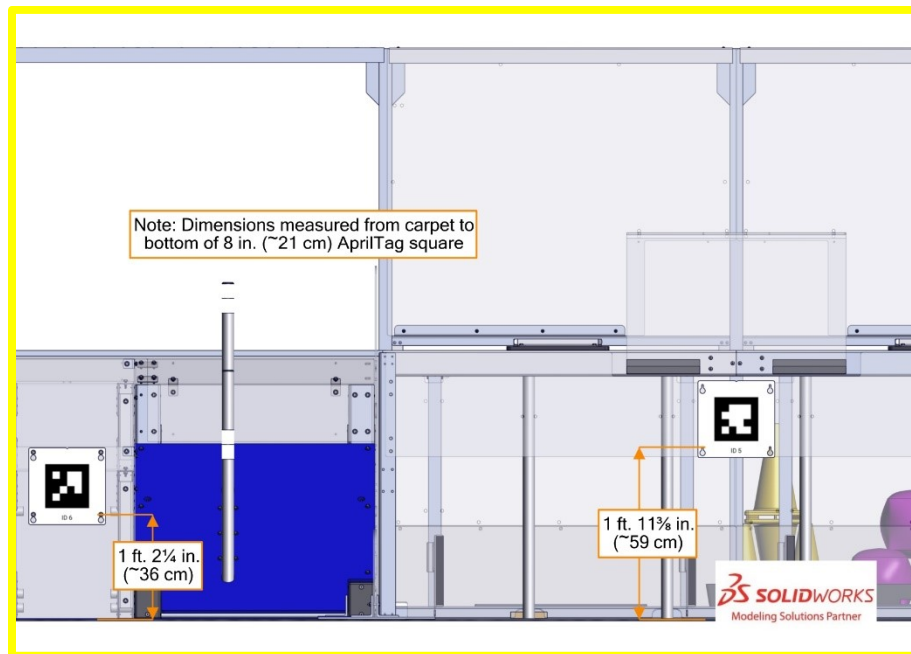 Note: Dimensions measured from carpet to
bottom of 8 in. (~21 cm) AprilTag square
ID 5
ID 6
1 ft. 2¼ in.
(~36 cm)
1 ft. 11⅜ in.
(~59 cm)
SOLIDWORKS
Modeling Solutions Partner